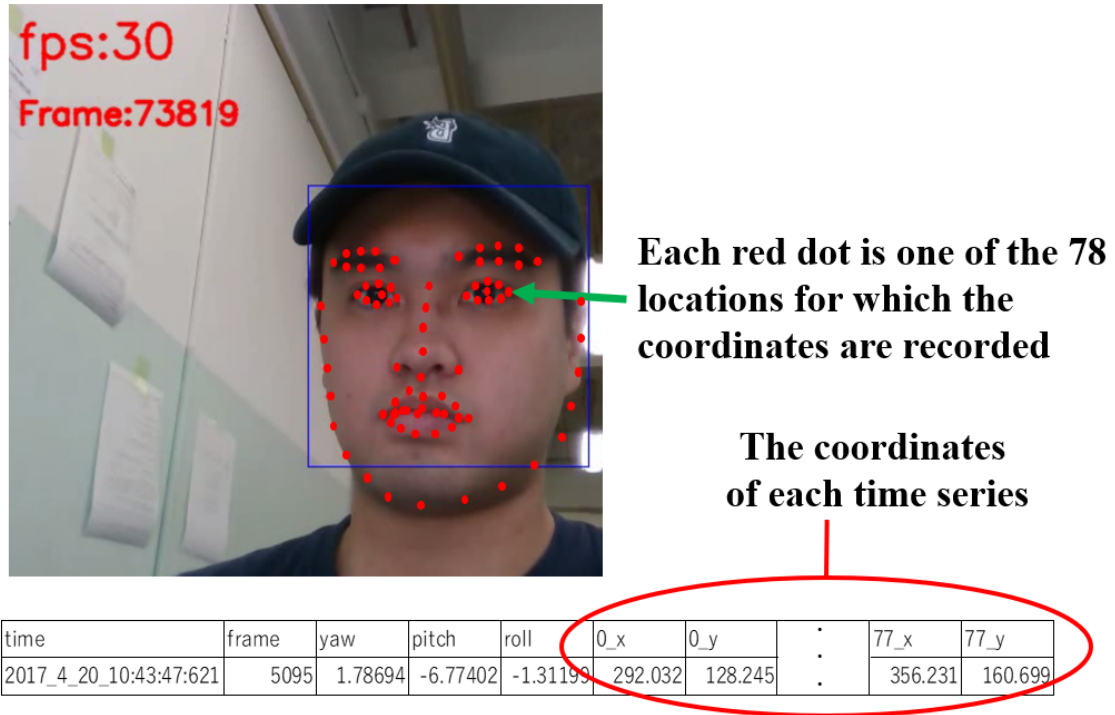 fps:30
Frame:73819
Each red dot is one of the 78
locations for which the
coordinates are recorded
The coordinates
of each time series
time frame yaw pitch roll 0_x 0_y 77_x 77_y
2017_4_20_10:43:47:621 5095 1.78694 -6.77402 -1.31199 292.032 128.245 356.231 160.699